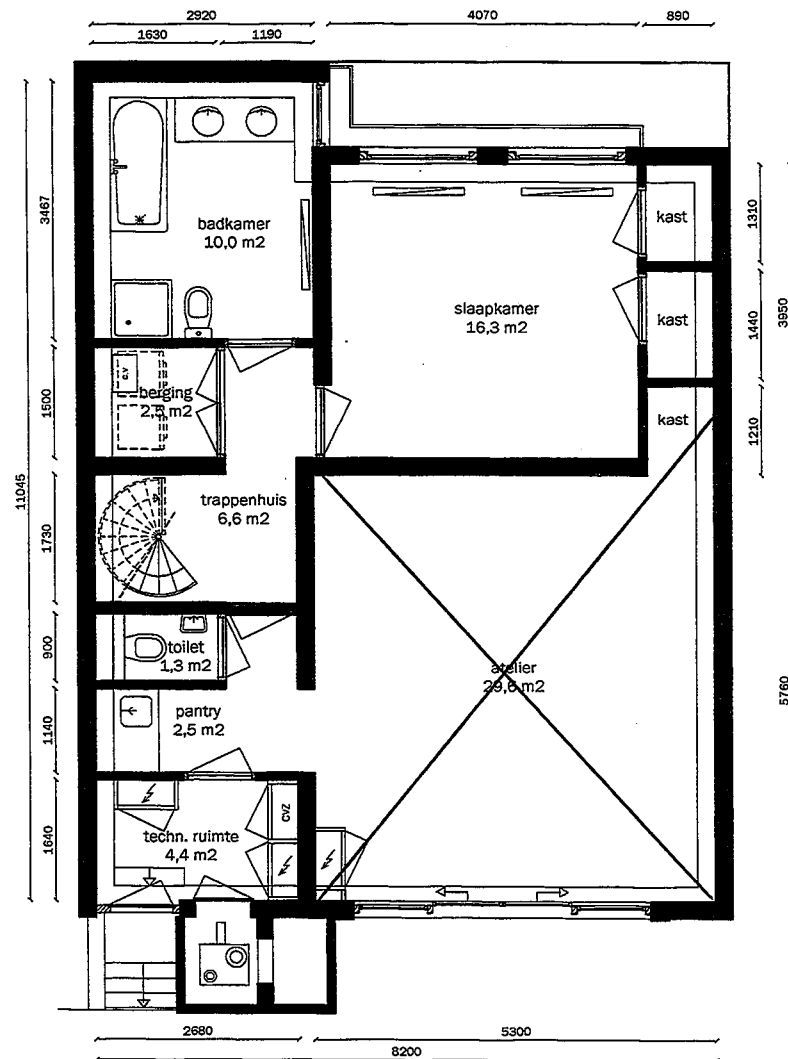 2920
4070
890
1630
1190
3467
1500
1730
900
1140
1640
11045
badkamer
10,0 m2
slaapkamer
16,3 m2
kast
kast
kast
1310
1440
1210
3950
5760
c.v
berging
2,5 m2
trappenhuis
6,6 m2
toilet
1,3 m2
atelier
29,6 m2
pantry
2,5 m2
techn. ruimte
4,4 m2
CVZ
2680
5300
8200